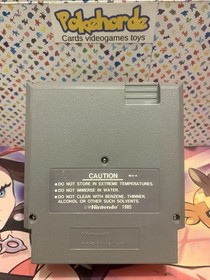 Pokehorde
Cards videogames toys
CAUTION
• DO NOT STORE IN EXTREME TEMPERATURES.
• DO NOT IMMERSE IN WATER.
• DO NOT CLEAN WITH BENZENE, THINNER,
ALCOHOL OR OTHER SUCH SOLVENTS.
©Nintendo 1985